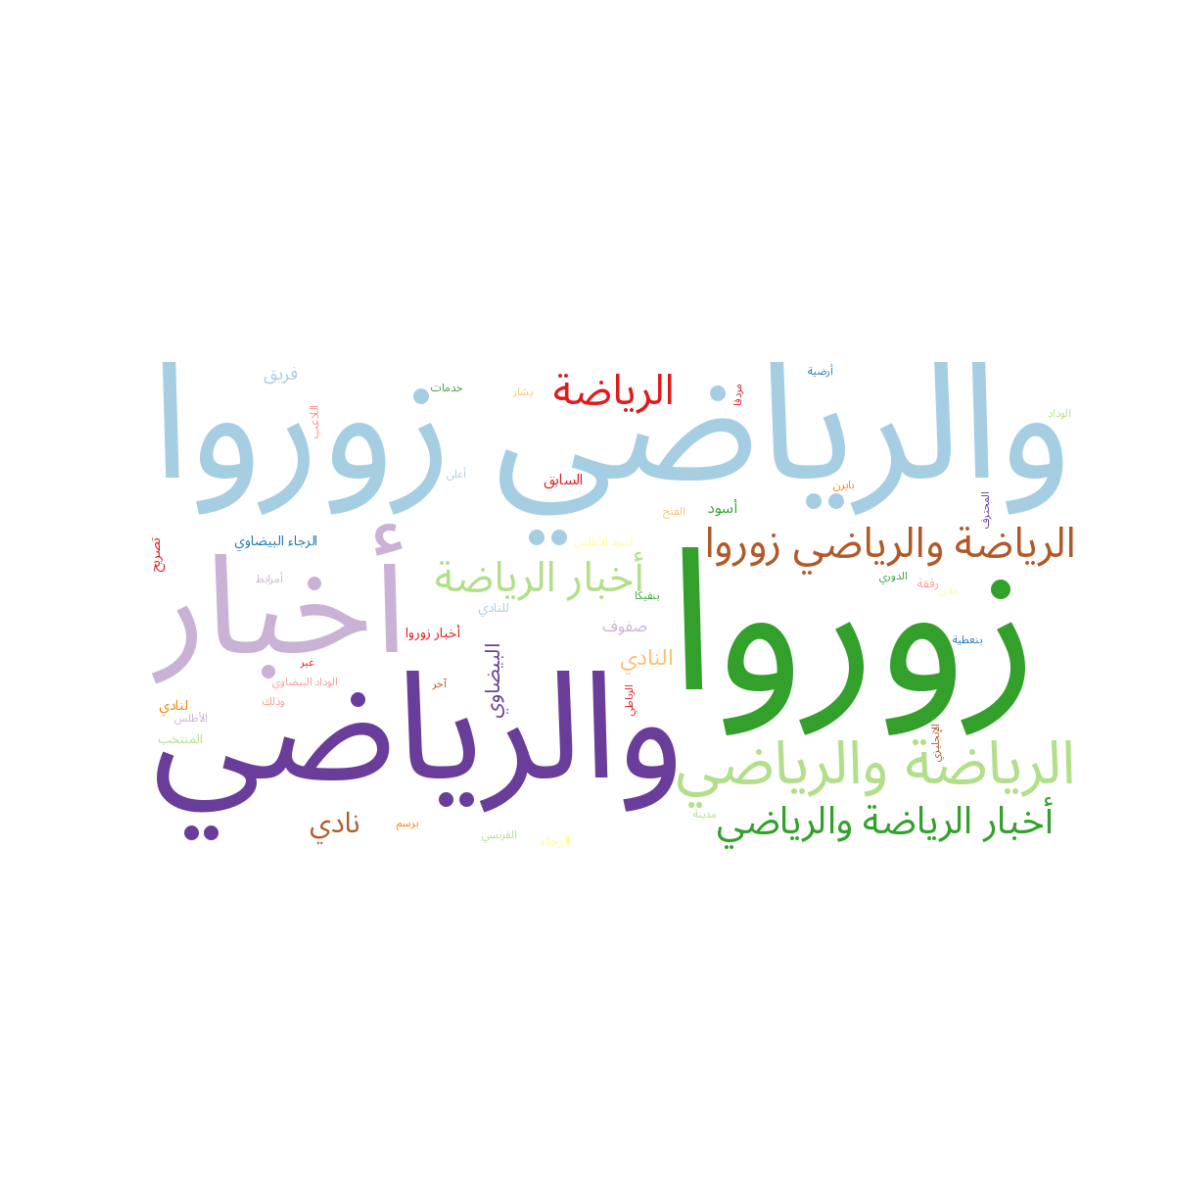 فريق
خدمات
بشار
الرياضة
مردفا
أرضية
الوداد
اللاعب
والرياضي زوروا
أعلن
السابق
بايرن
المحترف
الفتح
أسود
تصريح
الرجاء البيضاوي
أسود الأطلس
الرياضة والرياضي زوروا
أخبار
أمرابط
أخبار الرياضة
بنفيكا
الدوري
رفقة
زوروا
للنادي
أخبار زوروا
صفوف
بنعطية
عبر
النادي
البيضاوي
الوداد البيضاوي
آخر
الرباطي
وذلك
لنادي
الأطلس
والرياضي
المنتخب
الإنجليزي
الرياضة والرياضي
مدينة
نادي
برسم
الفرنسي
الرجاء
أخبار الرياضة والرياضي